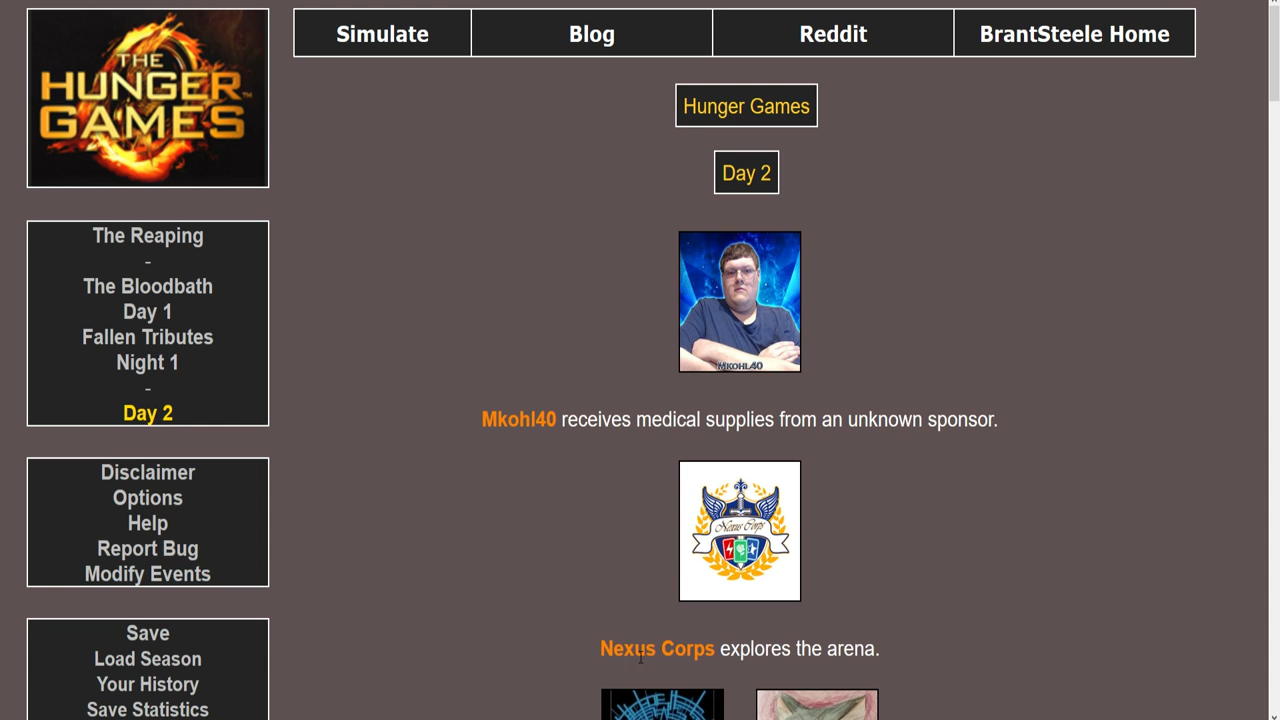 THE
HUNGER
GAMES
Simulate
Blog
Reddit
BrantSteele Home
Hunger Games
Day 2
The Reaping
-
The Bloodbath
Day 1
Fallen Tributes
Night 1
-
Day 2
Disclaimer
Options
Help
Report Bug
Modify Events
Save
Load Season
Your History
Save Statistics
MKOHL40
Mkohl40 receives medical supplies from an unknown sponsor.
Nexus Corps
Nexus Corps explores the arena.